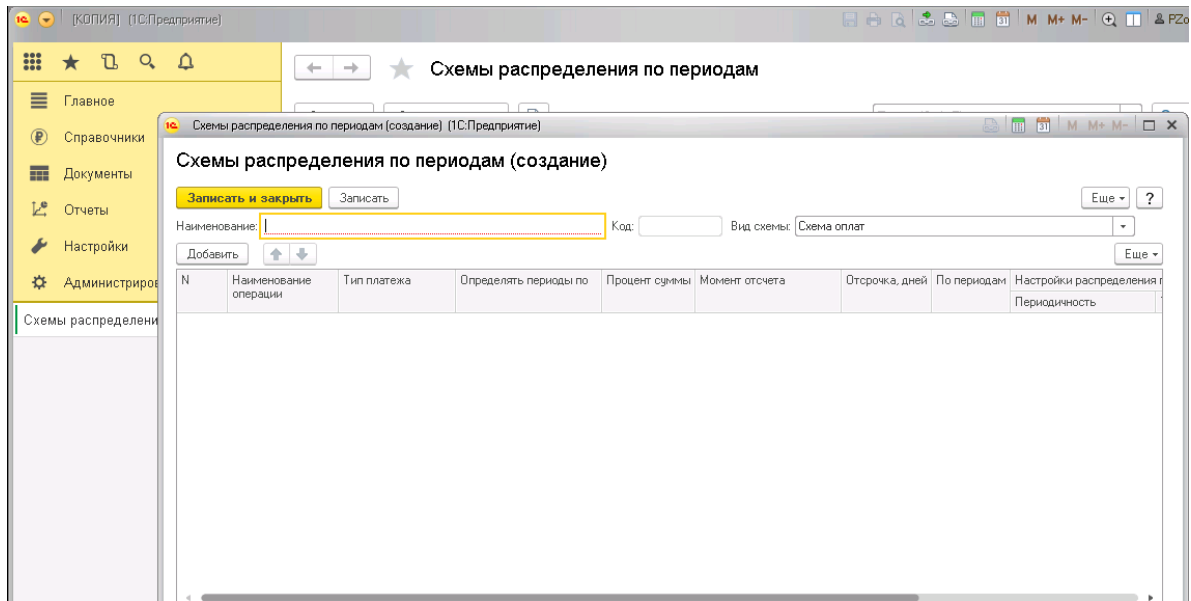 [КОПИЯ] (1С:Предприятие)
M M+ M-
Схемы распределения по периодам
Главное
Справочники
Документы
Отчеты
Настройки
Схемы распределения по периодам (создание) (1С:Предприятие)
M M+ M-
Схемы распределения по периодам (создание)
Записать и закрыть
Записать
Еще
?
Наименование:
Код:
Вид схемы: Схема оплат
Добавить
Еще
N
Наименование операции
Тип платежа
Определять периоды по
Процент суммы
Момент отсчета
Отсрочка, дней
По периодам
Настройки распределения
Периодичность